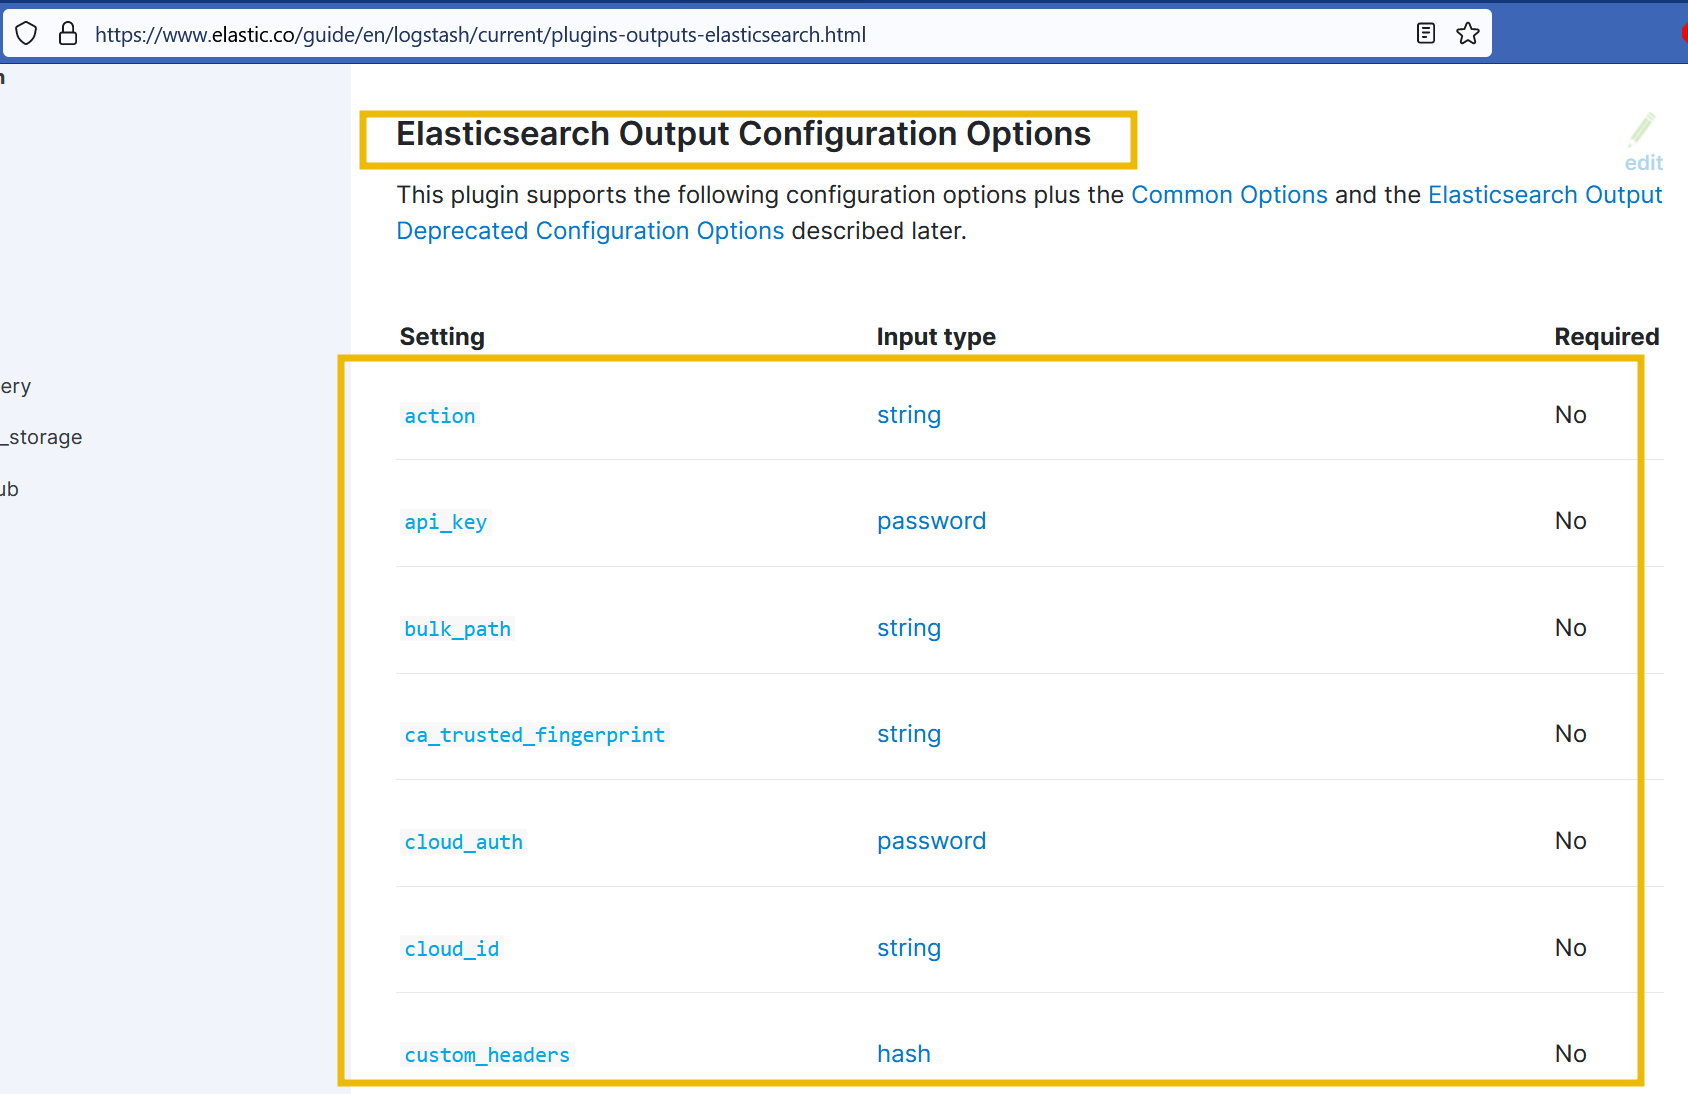 https://www.elastic.co/guide/en/logstash/current/plugins-outputs-elasticsearch.html
Elasticsearch Output Configuration Options
edit
This plugin supports the following configuration options plus the Common Options and the Elasticsearch Output
Deprecated Configuration Options described later.
Setting Input type Required
ery
action string No
_storage
ub
api_key password No
bulk_path string No
ca_trusted_fingerprint string No
cloud_auth password No
cloud_id string No
custom_headers hash No